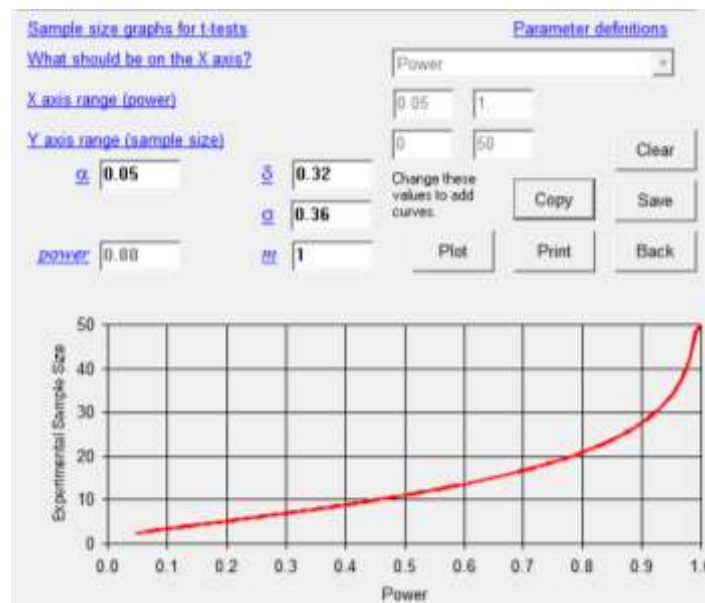 Sample size graphs for t-tests Parameter definitions
What should be on the X axis? Power
X axis range (power) 0.05 1
Y axis range (sample size) 0 50 Clear
α 0.05 δ 0.32 Change these
values to add
curves.
σ 0.36 Copy Save
power 0.80 m 1 Plot Print Back
Experimental Sample Size
50
40
30
20
10
0
0.0 0.1 0.2 0.3 0.4 0.5 0.6 0.7 0.8 0.9 1.0
Power